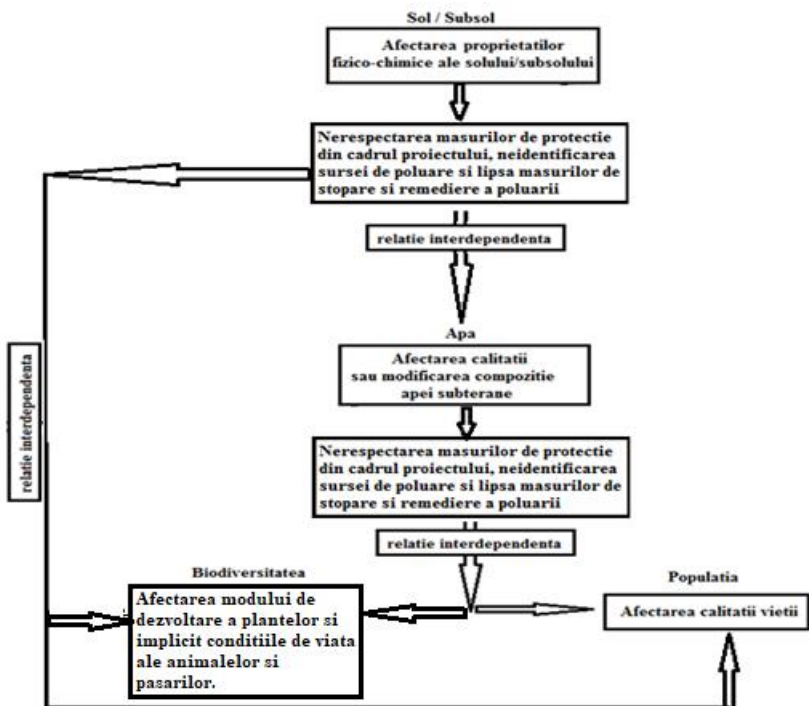 Sol / Subsol
Afectarea proprietatilor
fizico-chimice ale solului/subsolului
Nerespectarea masurilor de protectie
din cadrul proiectului, neidentificarea
sursei de poluare si lipsa masurilor de
stopare si remediere a poluarii
relatie interdependenta
Apa
Afectarea calitatii
sau modificarea compozitie
apei subterane
Nerespectarea masurilor de protectie
din cadrul proiectului, neidentificarea
sursei de poluare si lipsa masurilor de
stopare si remediere a poluarii
relatie interdependenta
relatie interdependenta
Biodiversitatea
Afectarea modului de
dezvoltare a plantelor si
implicit conditiile de viata
ale animalelor si
pasarilor.
Populatia
Afectarea calitatii vietii